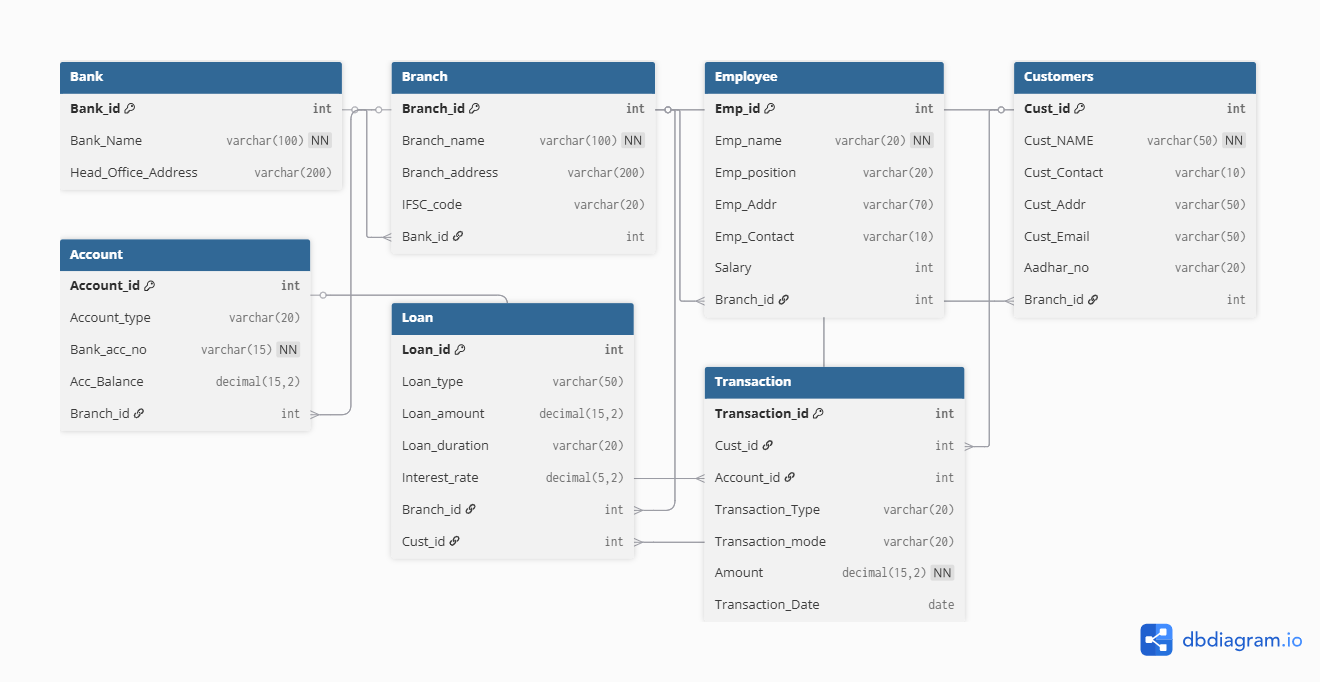 Bank
Bank_id int
Bank_Name varchar(100) NN
Head_Office_Address varchar(200)
Branch
Branch_id int
Branch_name varchar(100) NN
Branch_address varchar(200)
IFSC_code varchar(20)
Bank_id int
Employee
Emp_id int
Emp_name varchar(20) NN
Emp_position varchar(20)
Emp_Addr varchar(70)
Emp_Contact varchar(10)
Salary int
Branch_id int
Customers
Cust_id int
Cust_NAME varchar(50) NN
Cust_Contact varchar(10)
Cust_Addr varchar(50)
Cust_Email varchar(50)
Aadhar_no varchar(20)
Branch_id int
Account
Account_id int
Account_type varchar(20)
Bank_acc_no varchar(15) NN
Acc_Balance decimal(15,2)
Branch_id int
Loan
Loan_id int
Loan_type varchar(50)
Loan_amount decimal(15,2)
Loan_duration varchar(20)
Interest_rate decimal(5,2)
Branch_id int
Cust_id int
Transaction
Transaction_id int
Cust_id int
Account_id int
Transaction_Type varchar(20)
Transaction_mode varchar(20)
Amount decimal(15,2) NN
Transaction_Date date
dbdiagram.io